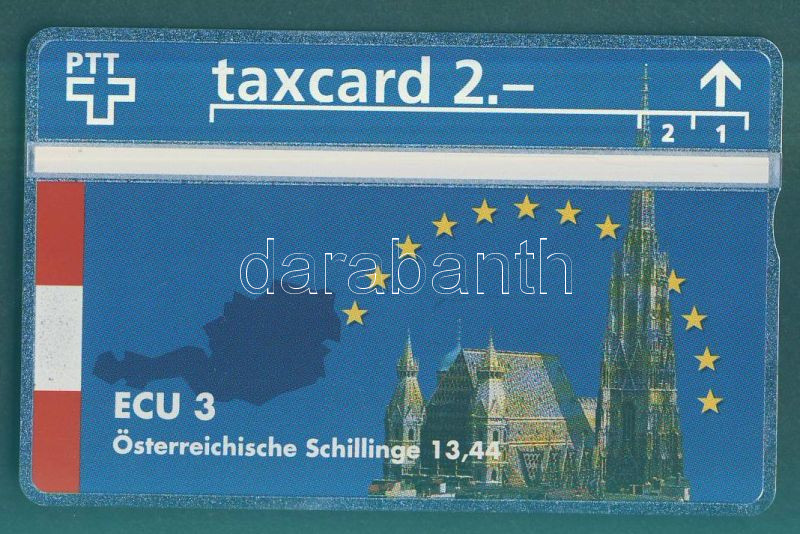 PTT
taxcard 2.–
2 1
darabanth
ECU 3
Österreichische Schillinge 13,44